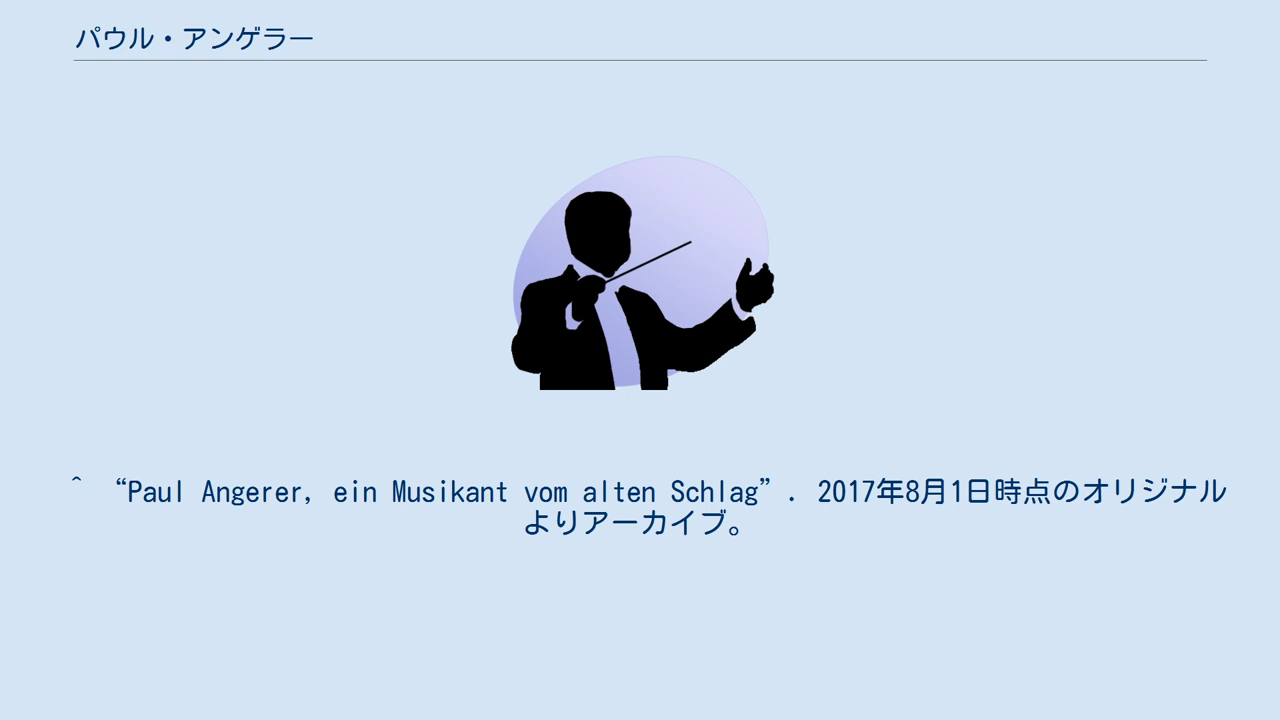 パウル・アンゲラー
^ “Paul Angerer, ein Musikant vom alten Schlag”. 2017年8月1日時点のオリジナル
よりアーカイブ。